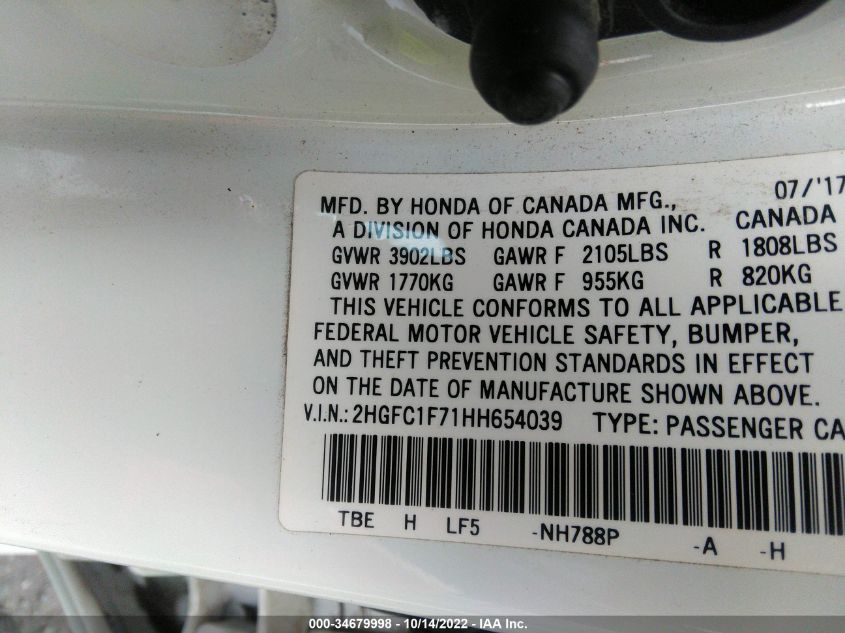 07/'17
MFD. BY HONDA OF CANADA MFG.,
A DIVISION OF HONDA CANADA INC. CANADA
GVWR 3902LBS GAWR F 2105LBS R 1808LBS
GVWR 1770KG GAWR F 955KG R 820KG
THIS VEHICLE CONFORMS TO ALL APPLICABLE
FEDERAL MOTOR VEHICLE SAFETY, BUMPER,
AND THEFT PREVENTION STANDARDS IN EFFECT
ON THE DATE OF MANUFACTURE SHOWN ABOVE.
V.I.N.: 2HGFC1F71HH654039 TYPE: PASSENGER CA
TBE H LF5 -NH788P -A -H
000-34679998 - 10/14/2022 - IAA Inc.